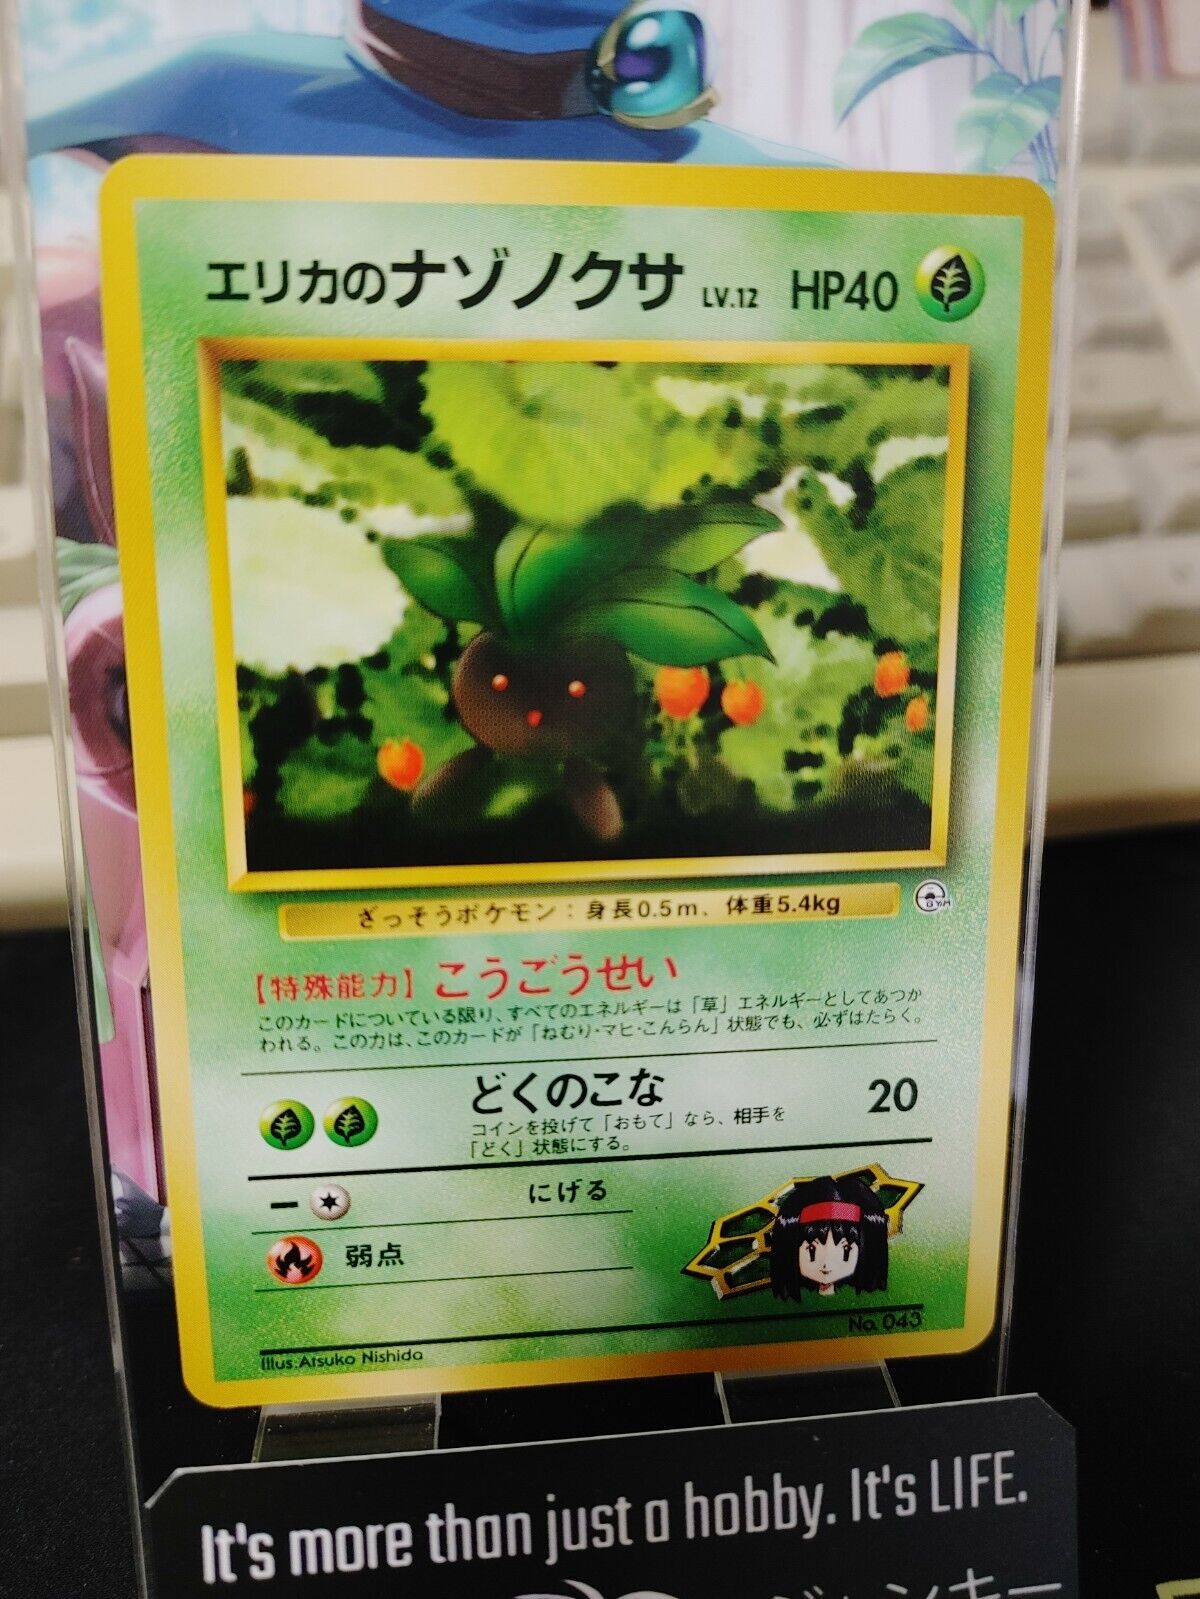 エリカのナゾノクサ LV.12 HP40
ざっそうポケモン：身長0.5m、体重5.4kg
GYM
【特殊能力】こうごうせい
このカードについている限り、すべてのエネルギーは「草」エネルギーとしてあつか
われる。この力は、このカードが「ねむり・マヒ・こんらん」状態でも、必ずはたらく。
どくのこな 20
コインを投げて「おもて」なら、相手を
「どく」状態にする。
ー にげる
弱点
No. 043
Illus. Atsuko Nishida
It's more than just a hobby. It's LIFE.
ジャンキー